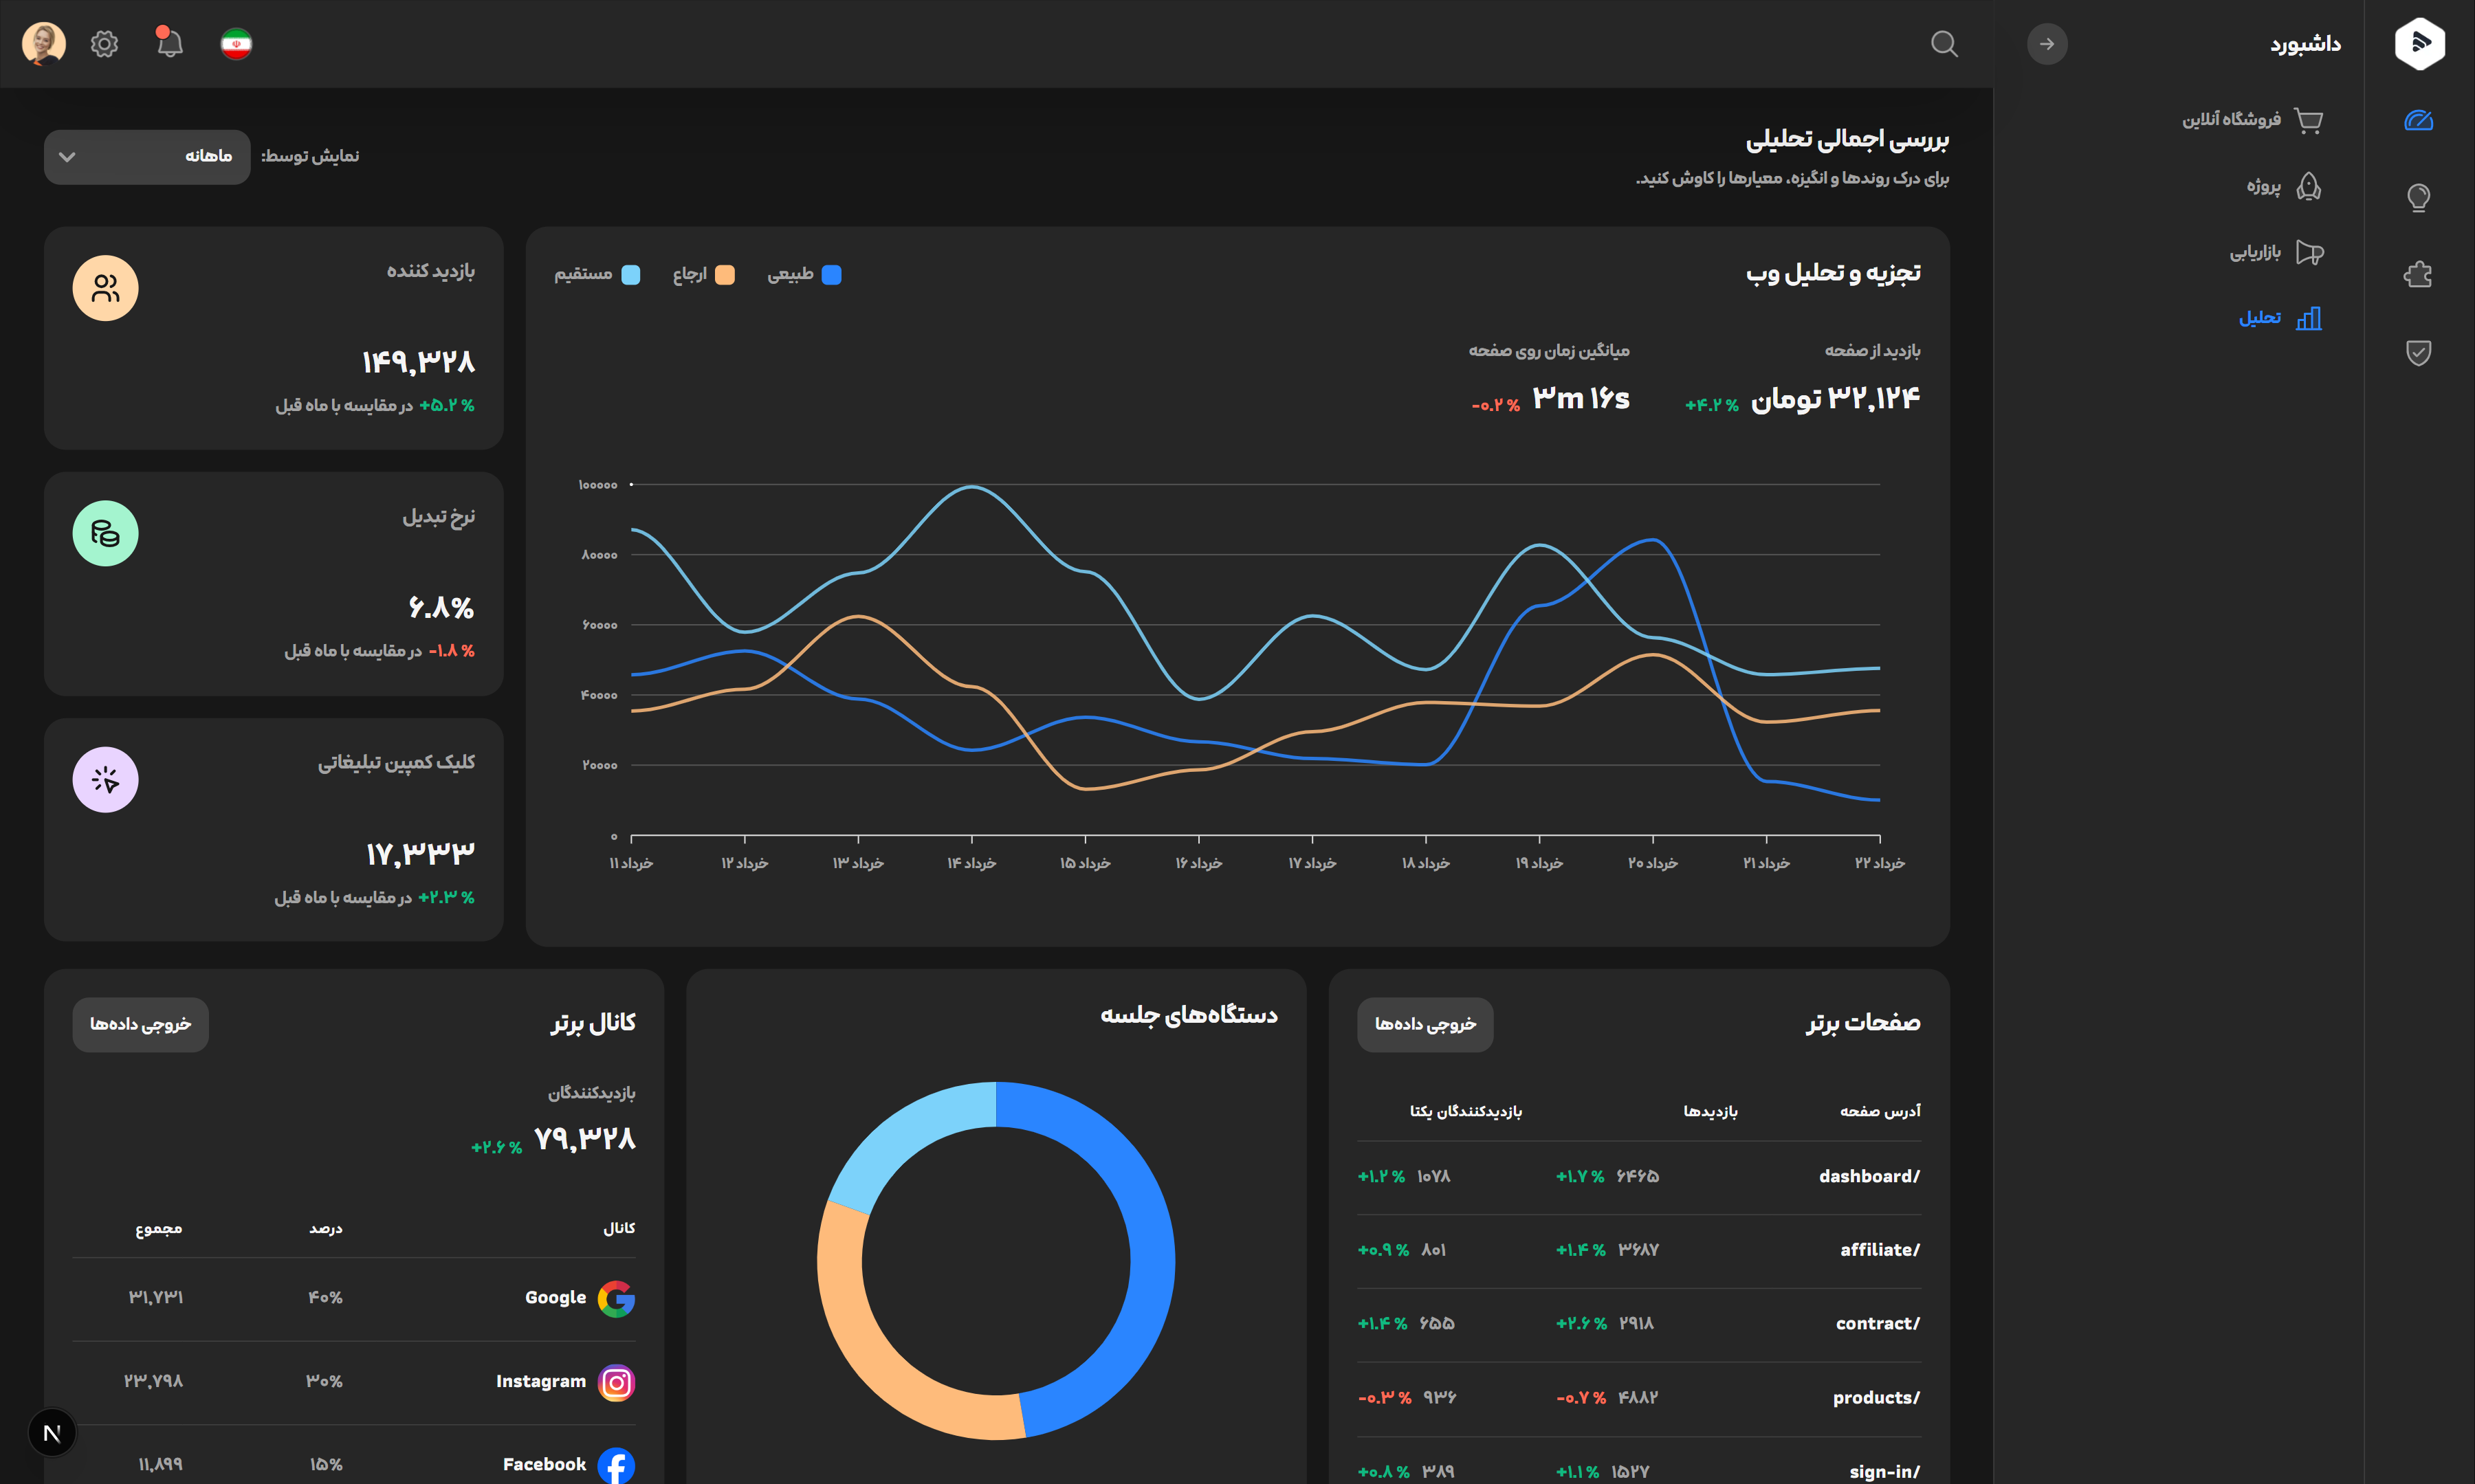 داشبورد
فروشگاه آنلاین
پروژه
بازاریابی
تحلیل
بررسی اجمالی تحلیلی
برای درک روندها و انگیزه، معیارها را کاوش کنید.
نمایش توسط:
ماهانه
تجزیه و تحلیل وب
طبیعی
ارجاع
مستقیم
بازدید از صفحه
۳۲,۱۲۴ تومان
+۴.۲ %
میانگین زمان روی صفحه
۳m ۱۶s
-۰.۲ %
۱۰۰۰۰۰
۸۰۰۰۰
۶۰۰۰۰
۴۰۰۰۰
۲۰۰۰۰
۰
۱۱ خرداد
۱۲ خرداد
۱۳ خرداد
۱۴ خرداد
۱۵ خرداد
۱۶ خرداد
۱۷ خرداد
۱۸ خرداد
۱۹ خرداد
۲۰ خرداد
۲۱ خرداد
۲۲ خرداد
بازدید کننده
۱۴۹,۳۲۸
+۵.۲ % در مقایسه با ماه قبل
نرخ تبدیل
۶.۸%
-۱.۸ % در مقایسه با ماه قبل
کلیک کمپین تبلیغاتی
۱۷,۳۳۳
+۲.۳ % در مقایسه با ماه قبل
صفحات برتر
خروجی داده‌ها
آدرس صفحه بازدیدها بازدیدکنندگان یکتا
dashboard/ ۶۴۶۵ +۱.۷ % ۱۰۷۸ +۱.۲ %
affiliate/ ۳۶۸۷ +۱.۴ % ۸۰۱ +۰.۹ %
contract/ ۲۹۱۸ +۲.۶ % ۶۵۵ +۱.۴ %
products/ ۴۸۸۲ -۰.۷ % ۹۳۶ -۰.۳ %
sign-in/ ۱۵۲۷ +۱.۱ % ۳۸۹ +۰.۸ %
دستگاه‌های جلسه
کانال برتر
خروجی داده‌ها
بازدیدکنندگان
۷۹,۳۲۸ +۲.۶ %
کانال درصد مجموع
Google ۴۰% ۳۱,۷۳۱
Instagram ۳۰% ۲۳,۷۹۸
Facebook ۱۵% ۱۱,۸۹۹
N